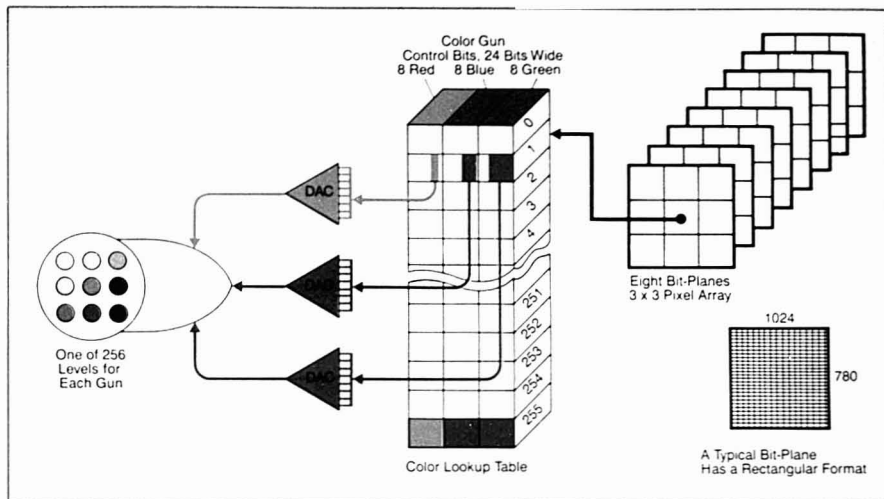 Color Gun
Control Bits, 24 Bits Wide
8 Red 8 Blue 8 Green
0
1
2
3
4
251
252
253
254
255
DAC
DAC
DAC
One of 256
Levels for
Each Gun
Color Lookup Table
Eight Bit-Planes
3 x 3 Pixel Array
1024
780
A Typical Bit-Plane
Has a Rectangular Format